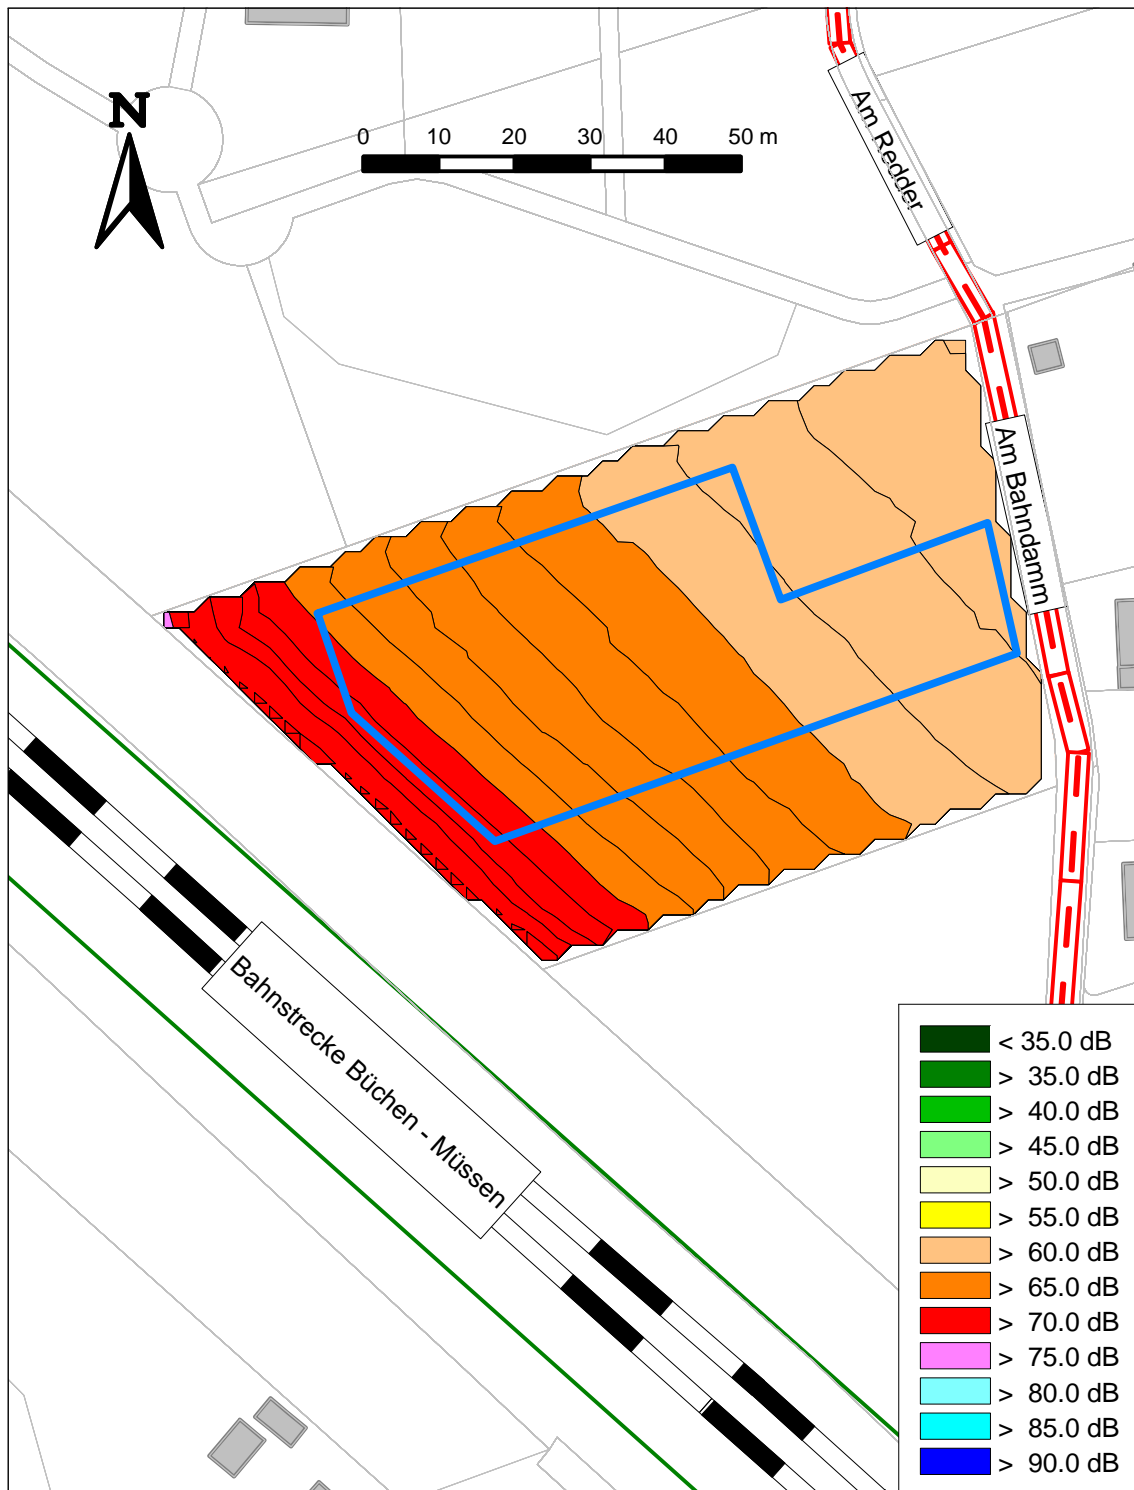 N
0 10 20 30 40 50 m
Am Redder
Am Bahndamm
Bahnstrecke Büchen - Müssen
< 35.0 dB
> 35.0 dB
> 40.0 dB
> 45.0 dB
> 50.0 dB
> 55.0 dB
> 60.0 dB
> 65.0 dB
> 70.0 dB
> 75.0 dB
> 80.0 dB
> 85.0 dB
> 90.0 dB